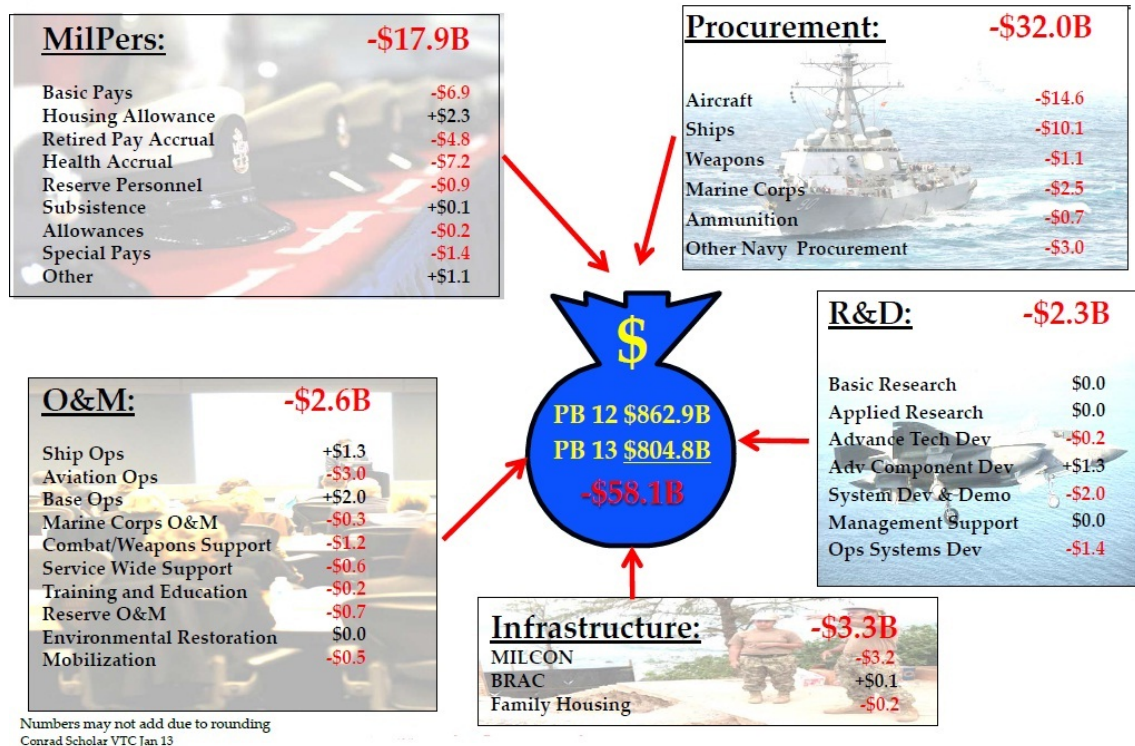 MilPers: -$17.9B
Basic Pays -$6.9
Housing Allowance +$2.3
Retired Pay Accrual -$4.8
Health Accrual -$7.2
Reserve Personnel -$0.9
Subsistence +$0.1
Allowances -$0.2
Special Pays -$1.4
Other +$1.1
Procurement: -$32.0B
Aircraft -$14.6
Ships -$10.1
Weapons -$1.1
Marine Corps -$2.5
Ammunition -$0.7
Other Navy Procurement -$3.0
$
PB 12 $862.9B
PB 13 $804.8B
-$58.1B
R&D: -$2.3B
Basic Research $0.0
Applied Research $0.0
Advance Tech Dev -$0.2
Adv Component Dev +$1.3
System Dev & Demo -$2.0
Management Support $0.0
Ops Systems Dev -$1.4
O&M: -$2.6B
Ship Ops +$1.3
Aviation Ops -$3.0
Base Ops +$2.0
Marine Corps O&M -$0.3
Combat/Weapons Support -$1.2
Service Wide Support -$0.6
Training and Education -$0.2
Reserve O&M -$0.7
Environmental Restoration $0.0
Mobilization -$0.5
Infrastructure: -$3.3B
MILCON -$3.2
BRAC +$0.1
Family Housing -$0.2
Numbers may not add due to rounding
Conrad Scholar VTC Jan 13